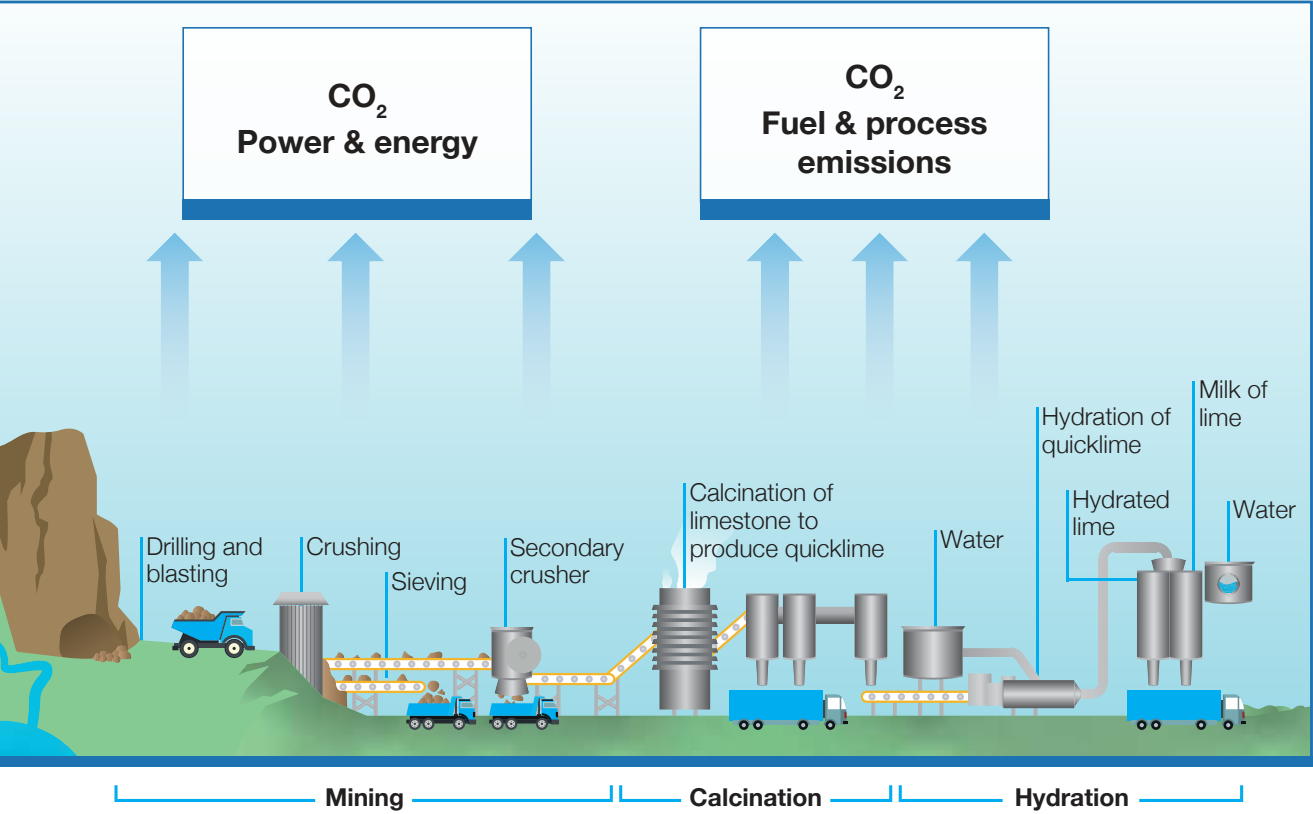 CO₂
Power & energy
CO₂
Fuel & process
emissions
Drilling and
blasting
Crushing
Sieving
Secondary
crusher
Calcination of
limestone to
produce quicklime
Water
Hydration of
quicklime
Hydrated
lime
Milk of
lime
Water
Mining
Calcination
Hydration